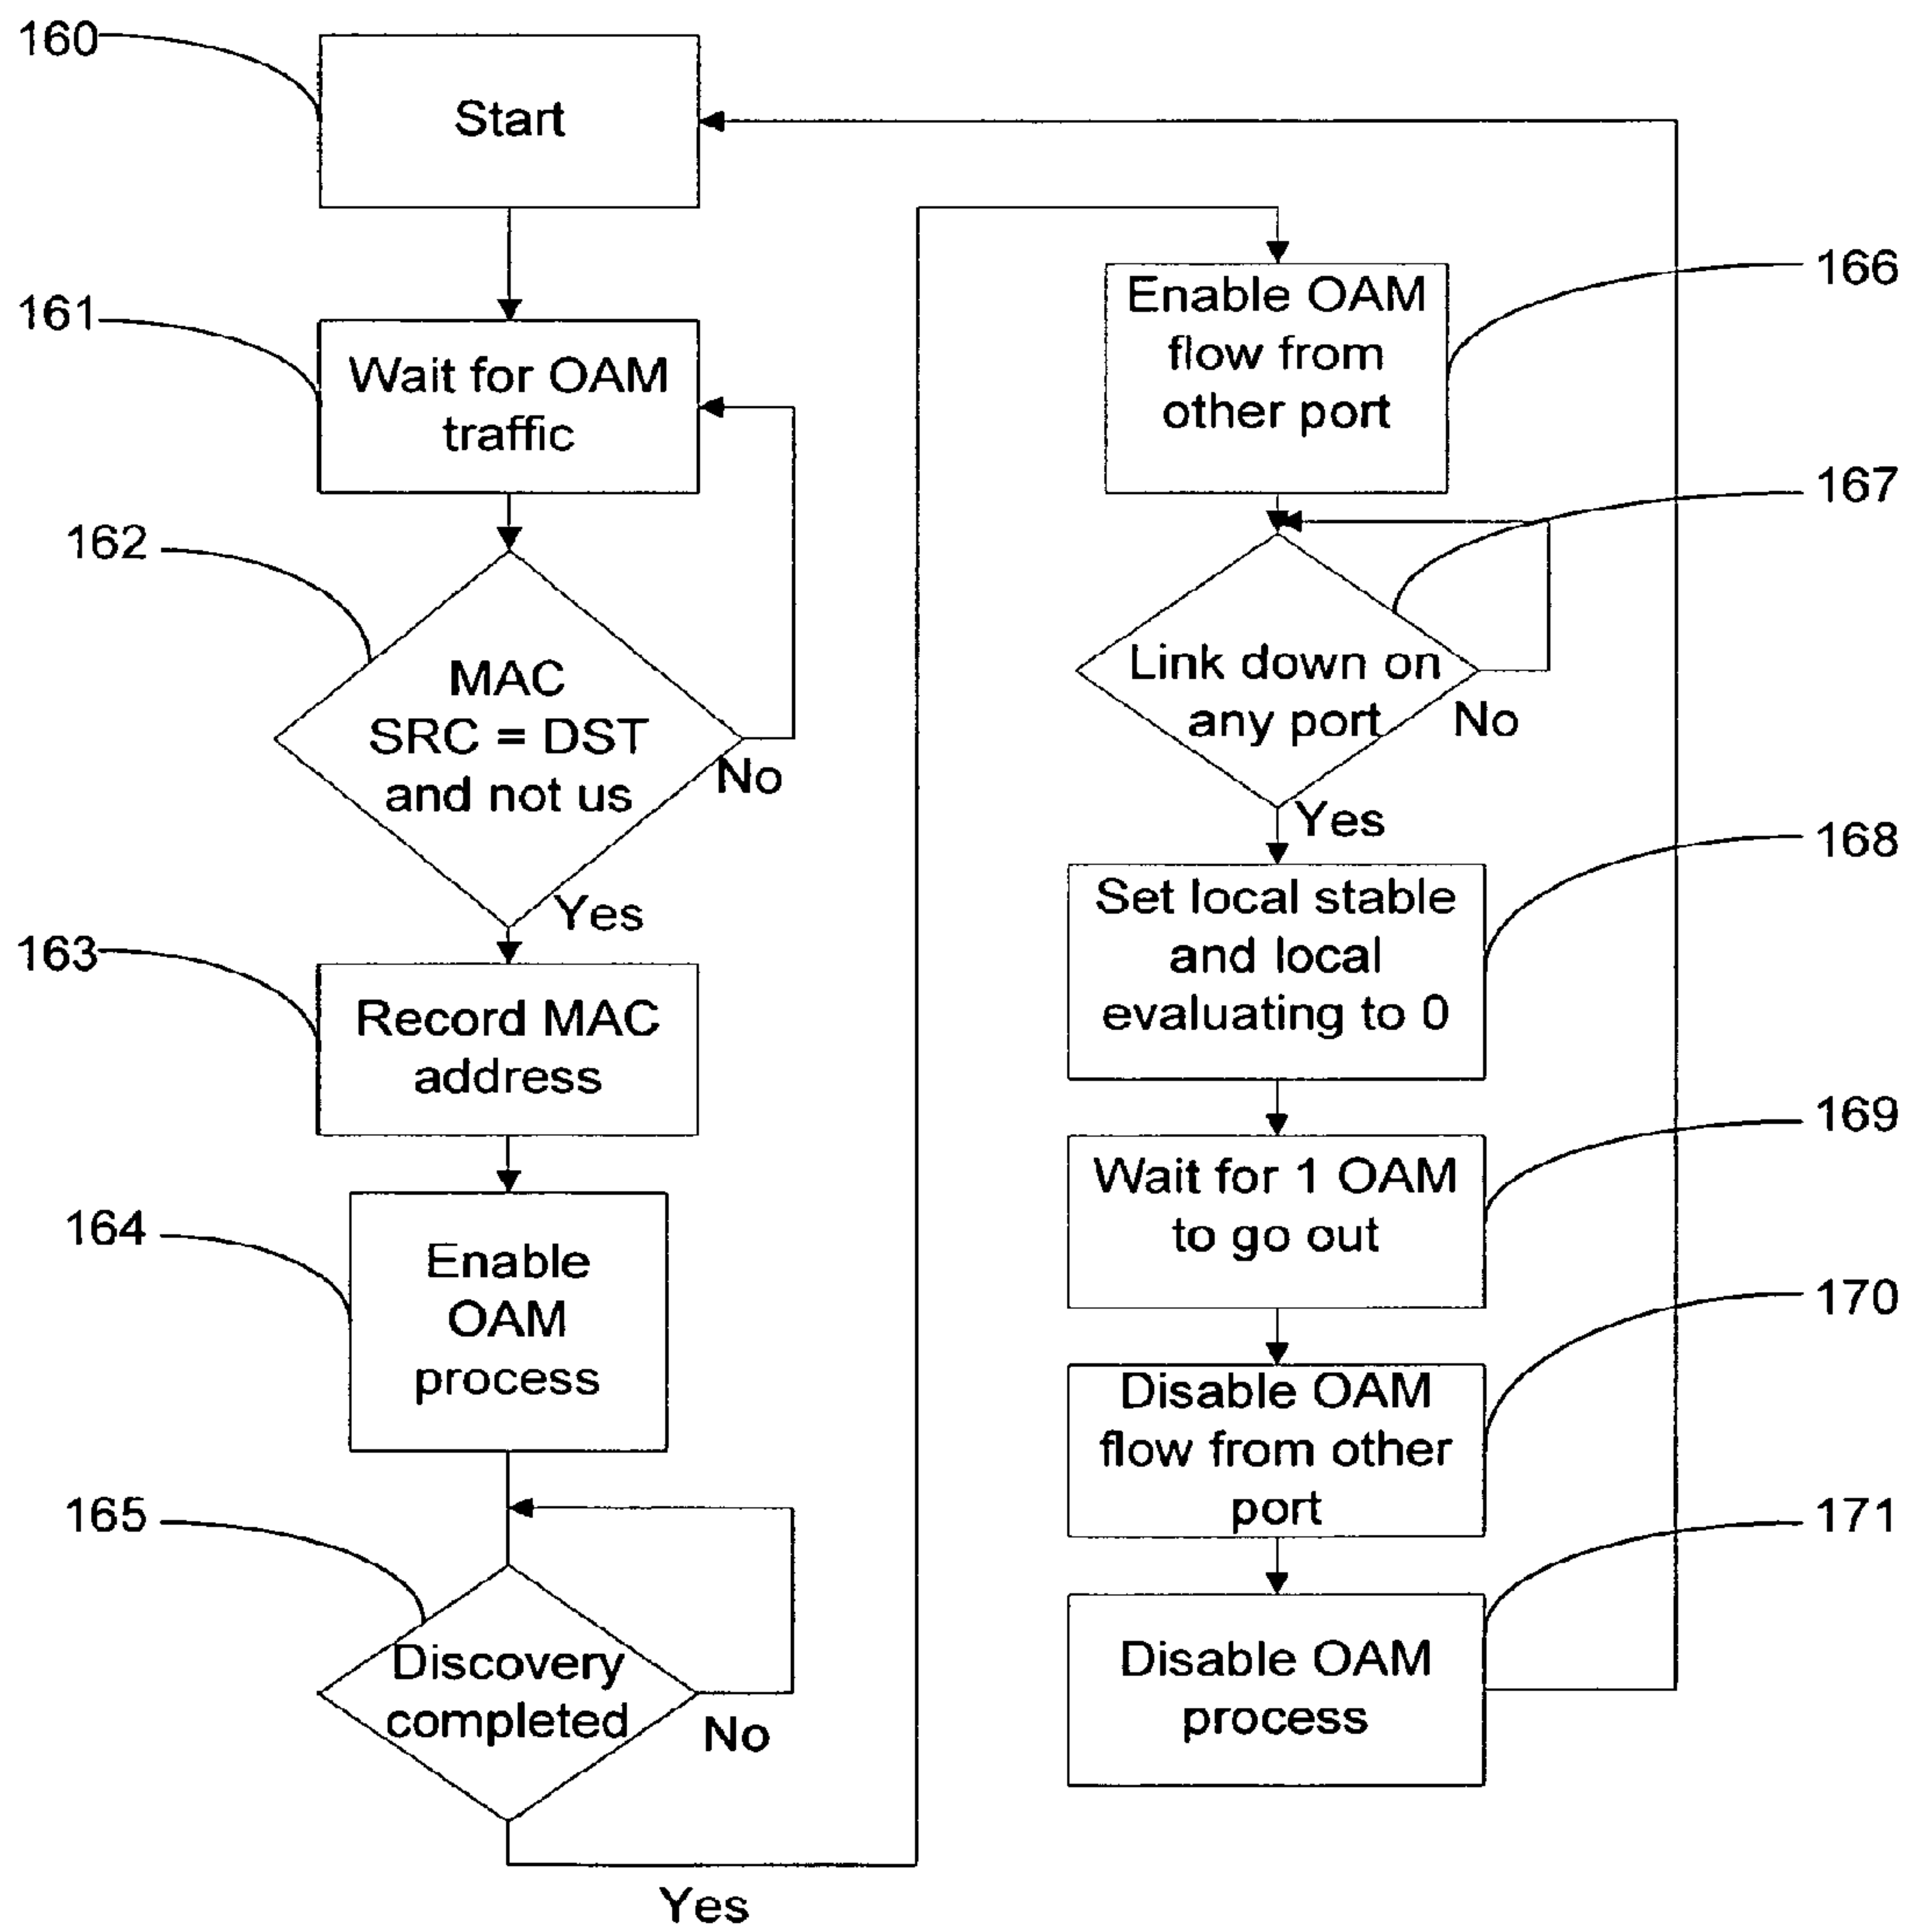 160
Start
161
Wait for OAM
traffic
162
MAC
SRC = DST
and not us
No
Yes
163
Record MAC
address
164
Enable
OAM
process
165
Discovery
completed
No
Yes
166
Enable OAM
flow from
other port
167
Link down on
any port
No
Yes
168
Set local stable
and local
evaluating to 0
169
Wait for 1 OAM
to go out
170
Disable OAM
flow from other
port
171
Disable OAM
process